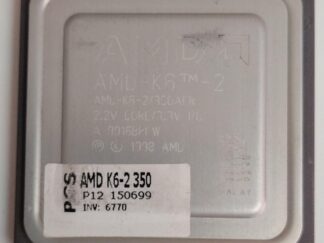 AMD
AMD-K6™-2
AMD-K6-2/350AFR
2.2V CORE/3.3V I/O
© 1998 AMD
PCS
AMD K6-2 350
P12 150699
INV: 6770